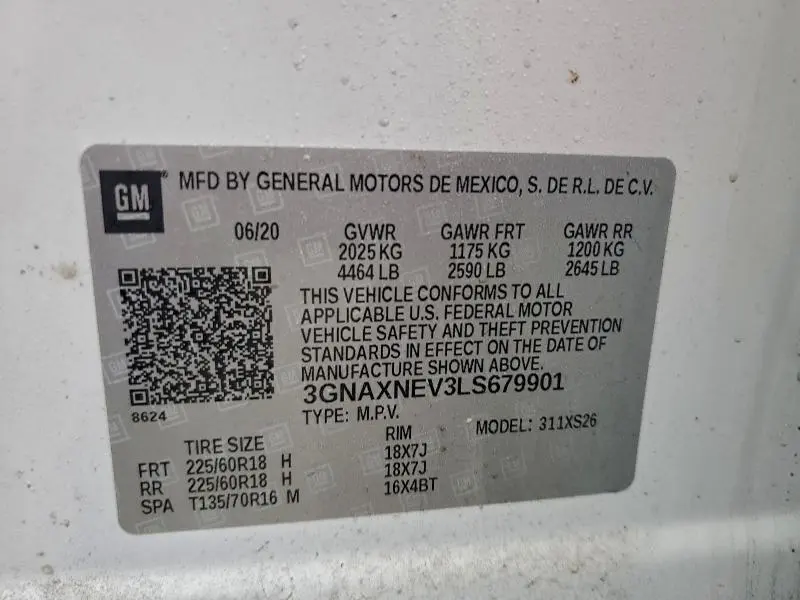 GM ® MFD BY GENERAL MOTORS DE MEXICO, S. DE R.L. DE C.V.
06/20 GVWR GAWR FRT GAWR RR
2025 KG 1175 KG 1200 KG
4464 LB 2590 LB 2645 LB
THIS VEHICLE CONFORMS TO ALL
APPLICABLE U.S. FEDERAL MOTOR
VEHICLE SAFETY AND THEFT PREVENTION
STANDARDS IN EFFECT ON THE DATE OF
MANUFACTURE SHOWN ABOVE.
3GNAXNEV3LS679901
8624
TYPE: M.P.V. MODEL: 311XS26
TIRE SIZE RIM
FRT 225/60R18 H 18X7J
RR 225/60R18 H 18X7J
SPA T135/70R16 M 16X4BT